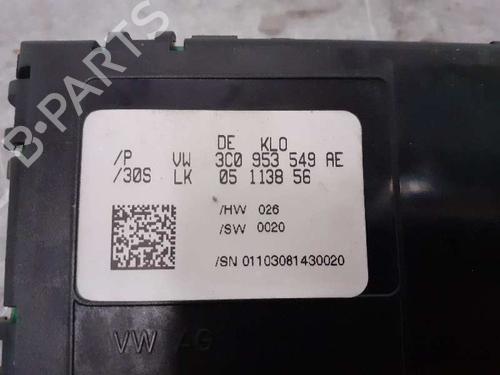 B-PARTS
DE KLO
/P VW 3C0 953 549 AE
/30S LK 05 1138 56
/HW 026
/SW 0020
/SN 01103081430020
VW AG